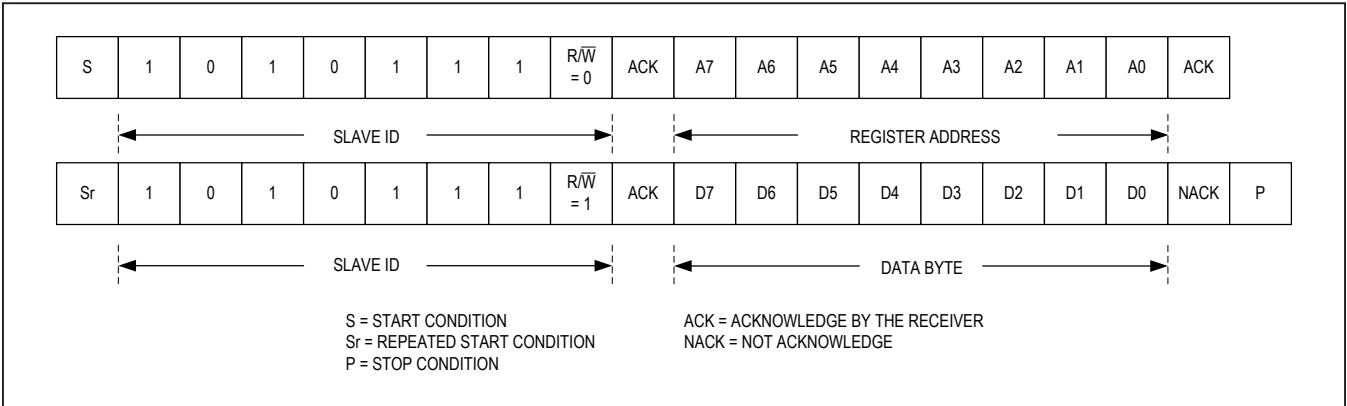 S 1 0 1 0 1 1 1 R/W̅ = 0 ACK A7 A6 A5 A4 A3 A2 A1 A0 ACK
SLAVE ID REGISTER ADDRESS
Sr 1 0 1 0 1 1 1 R/W̅ = 1 ACK D7 D6 D5 D4 D3 D2 D1 D0 NACK P
SLAVE ID DATA BYTE
S = START CONDITION ACK = ACKNOWLEDGE BY THE RECEIVER
Sr = REPEATED START CONDITION NACK = NOT ACKNOWLEDGE
P = STOP CONDITION